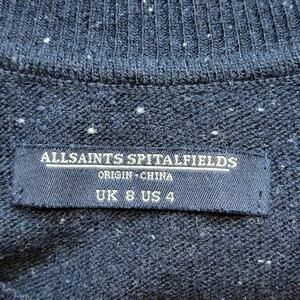 ALLSAINTS SPITALFIELDS
ORIGIN-CHINA
UK 8 US 4